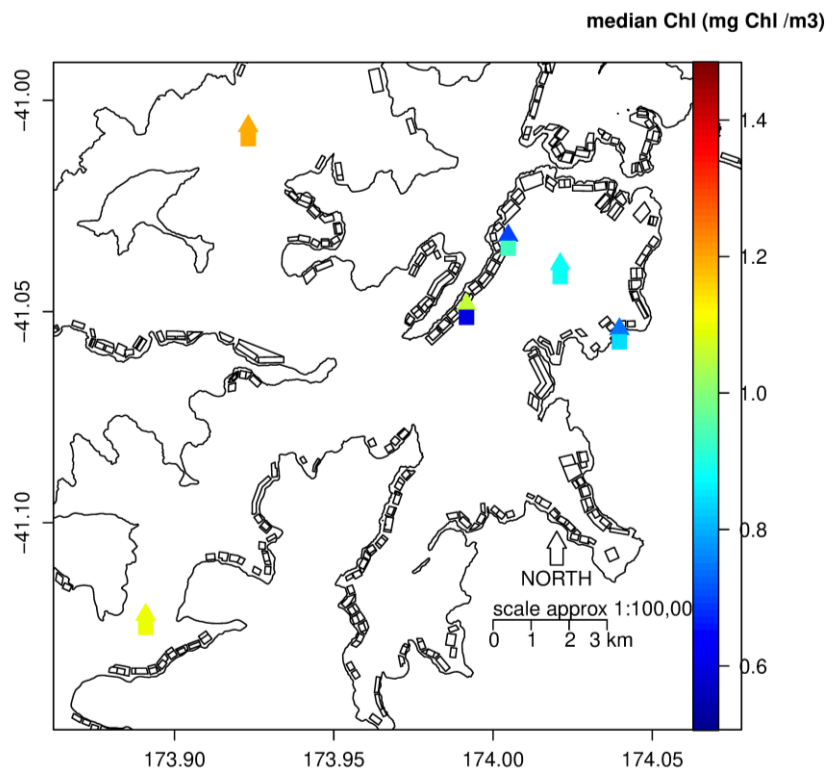 median Chl (mg Chl /m3)
−41.00
−41.05
−41.10
1.4
1.2
1.0
0.8
0.6
NORTH
scale approx 1:100,00
0 1 2 3 km
173.90 173.95 174.00 174.05